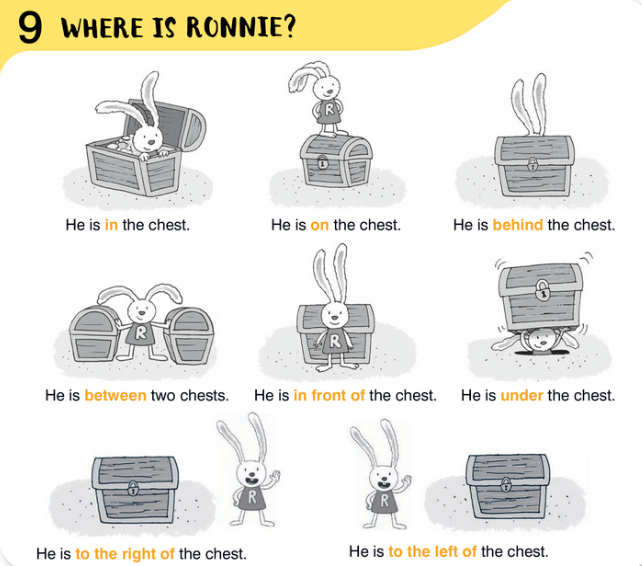 9 WHERE IS RONNIE?
R
He is in the chest.
He is on the chest.
He is behind the chest.
R
R
He is between two chests.
He is in front of the chest.
He is under the chest.
R
R
He is to the right of the chest.
He is to the left of the chest.